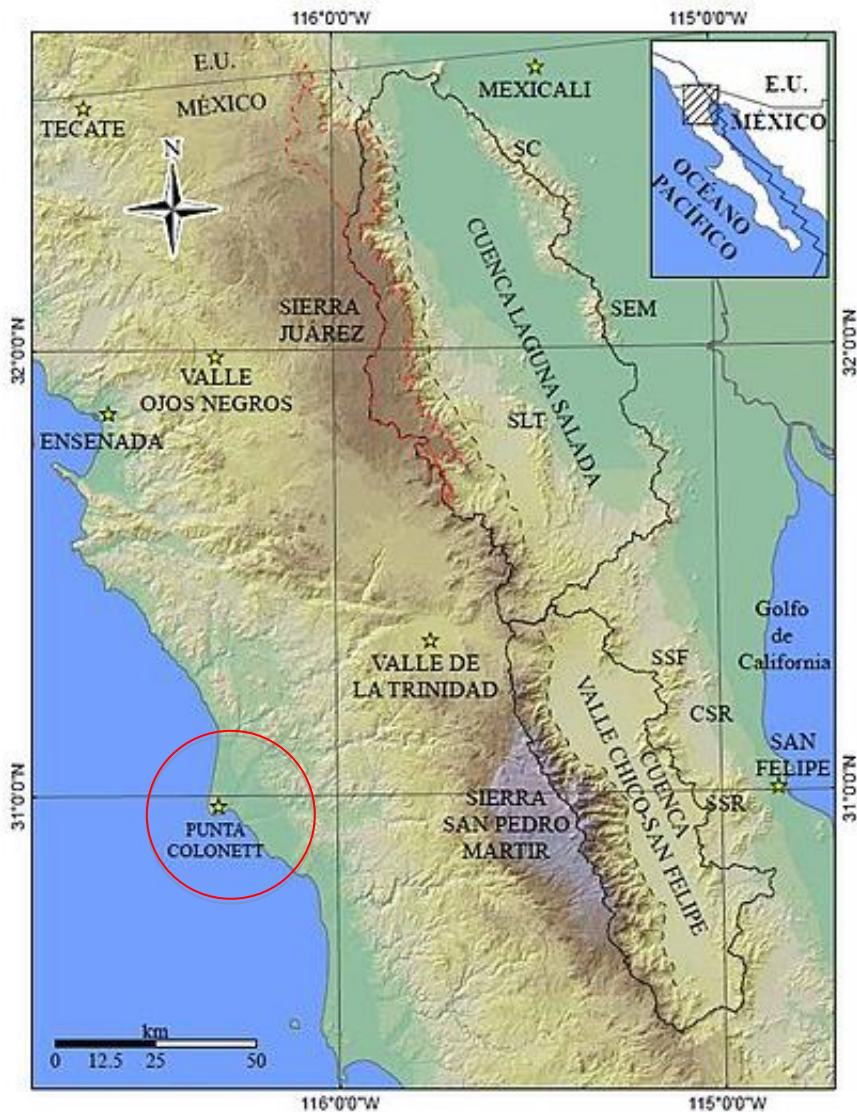 116°0'0"W
115°0'0"W
E.U.
MÉXICO
TECATE
MEXICALI
E.U.
MÉXICO
OCÉANO
PACÍFICO
N
SC
CUENCA LAGUNA SALADA
SIERRA
JUÁREZ
SEM
32°0'0"N
32°0'0"N
VALLE
OJOS NEGROS
ENSENADA
SLT
Golfo
de
California
VALLE DE
LA TRINIDAD
SSF
CSR
CUENCA
VALLE CHICO-SAN FELIPE
SAN
FELIPE
SSR
31°0'0"N
31°0'0"N
PUNTA
COLONETT
SIERRA
SAN PEDRO
MARTIR
km
0 12.5 25 50
116°0'0"W
115°0'0"W